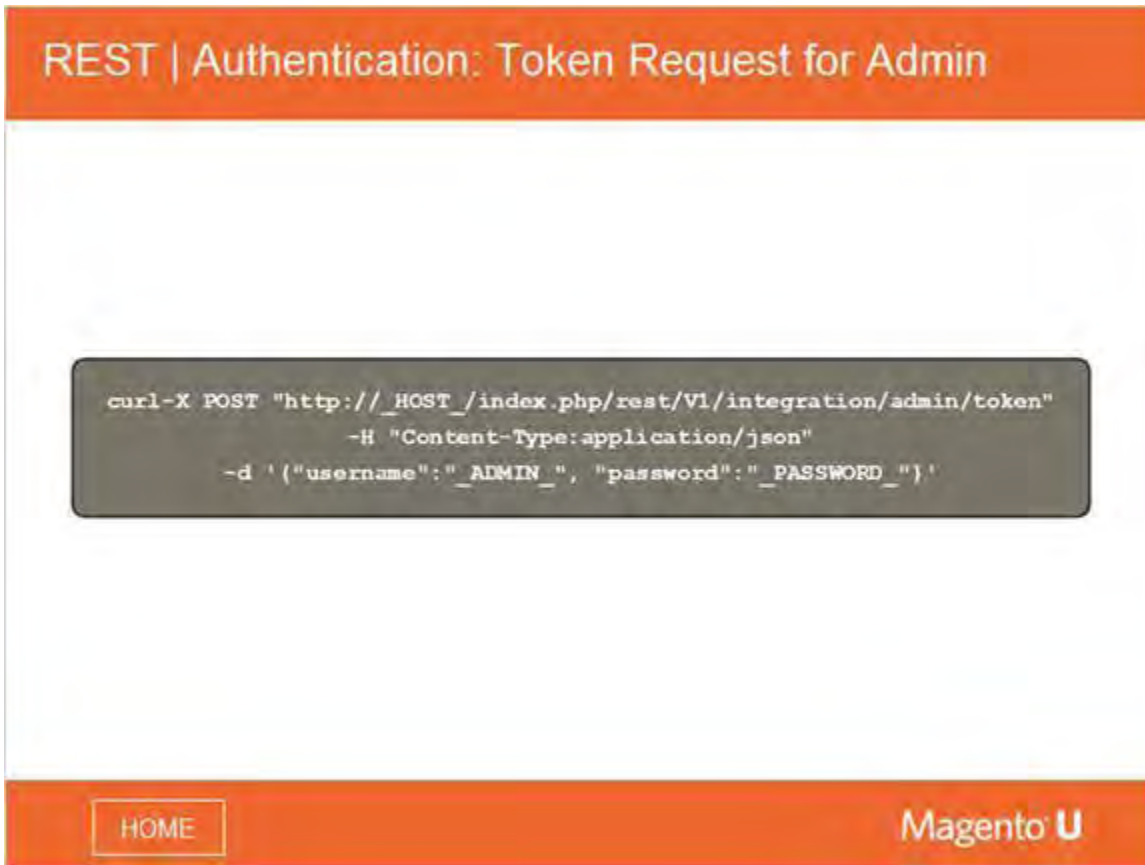 REST | Authentication: Token Request for Admin
curl-X POST "http://_HOST_/index.php/rest/V1/integration/admin/token"
-H "Content-Type:application/json"
-d '{"username":"_ADMIN_", "password":"_PASSWORD_"}'
HOME
Magento U